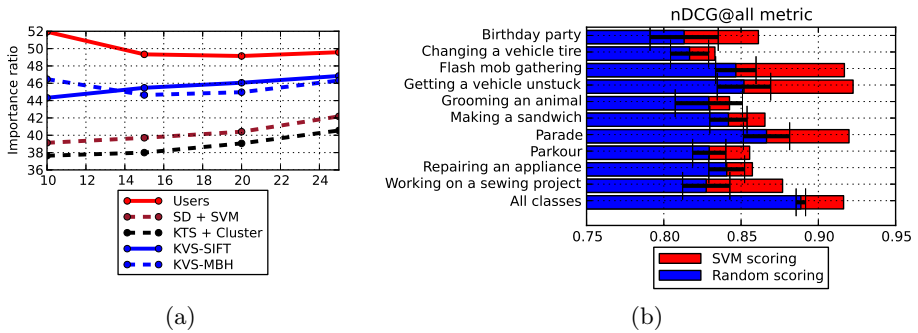 52
50
48
46
44
42
40
38
36
Importance ratio
10 12 14 16 18 20 22 24
Users
SD + SVM
KTS + Cluster
KVS-SIFT
KVS-MBH
(a)
nDCG@all metric
Birthday party
Changing a vehicle tire
Flash mob gathering
Getting a vehicle unstuck
Grooming an animal
Making a sandwich
Parade
Parkour
Repairing an appliance
Working on a sewing project
All classes
0.75 0.80 0.85 0.90 0.95
SVM scoring
Random scoring
(b)